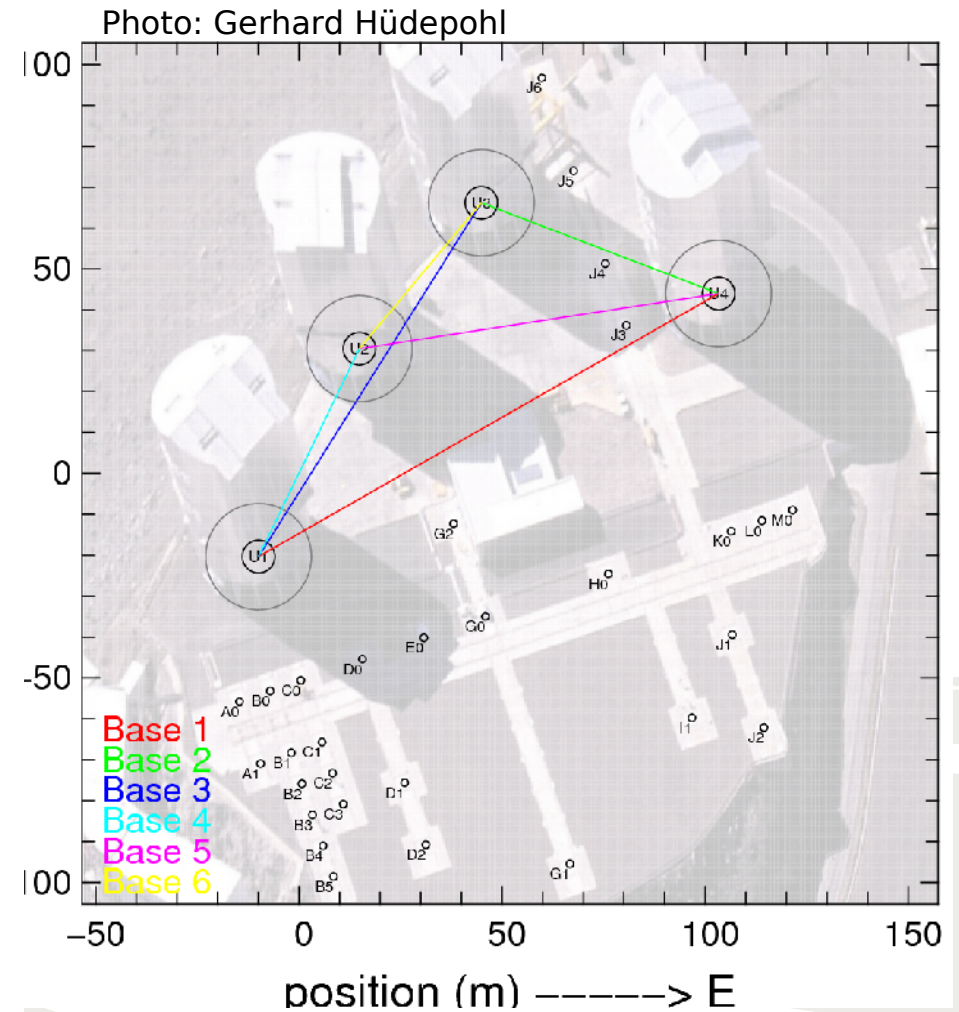 Photo: Gerhard Hüdepohl
00
J6
J5
U3
50
J4
U4
J3
U2
0
M0
L0
G2
K0
U1
H0
G0
J1
E0
D0
-50
C0
B0
A0
I1
J2
Base 1
C1
B1
Base 2
A1
C2
D1
Base 3
B2
C3
B3
Base 4
Base 5
B4
D2
G1
Base 6
B5
00
−50
0
50
100
150
position (m) −−−−−> E